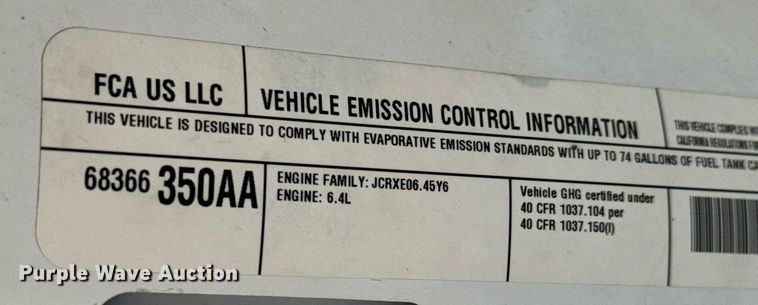 FCA US LLC
VEHICLE EMISSION CONTROL INFORMATION
THIS VEHICLE COMPLIES
CALIFORNIA REGULATIONS
THIS VEHICLE IS DESIGNED TO COMPLY WITH EVAPORATIVE EMISSION STANDARDS WITH UP TO 74 GALLONS OF FUEL TANK
68366 350AA
ENGINE FAMILY: JCRXE06.45Y6
ENGINE: 6.4L
Vehicle GHG certified under
40 CFR 1037.104 per
40 CFR 1037.150(l)
Purple Wave Auction